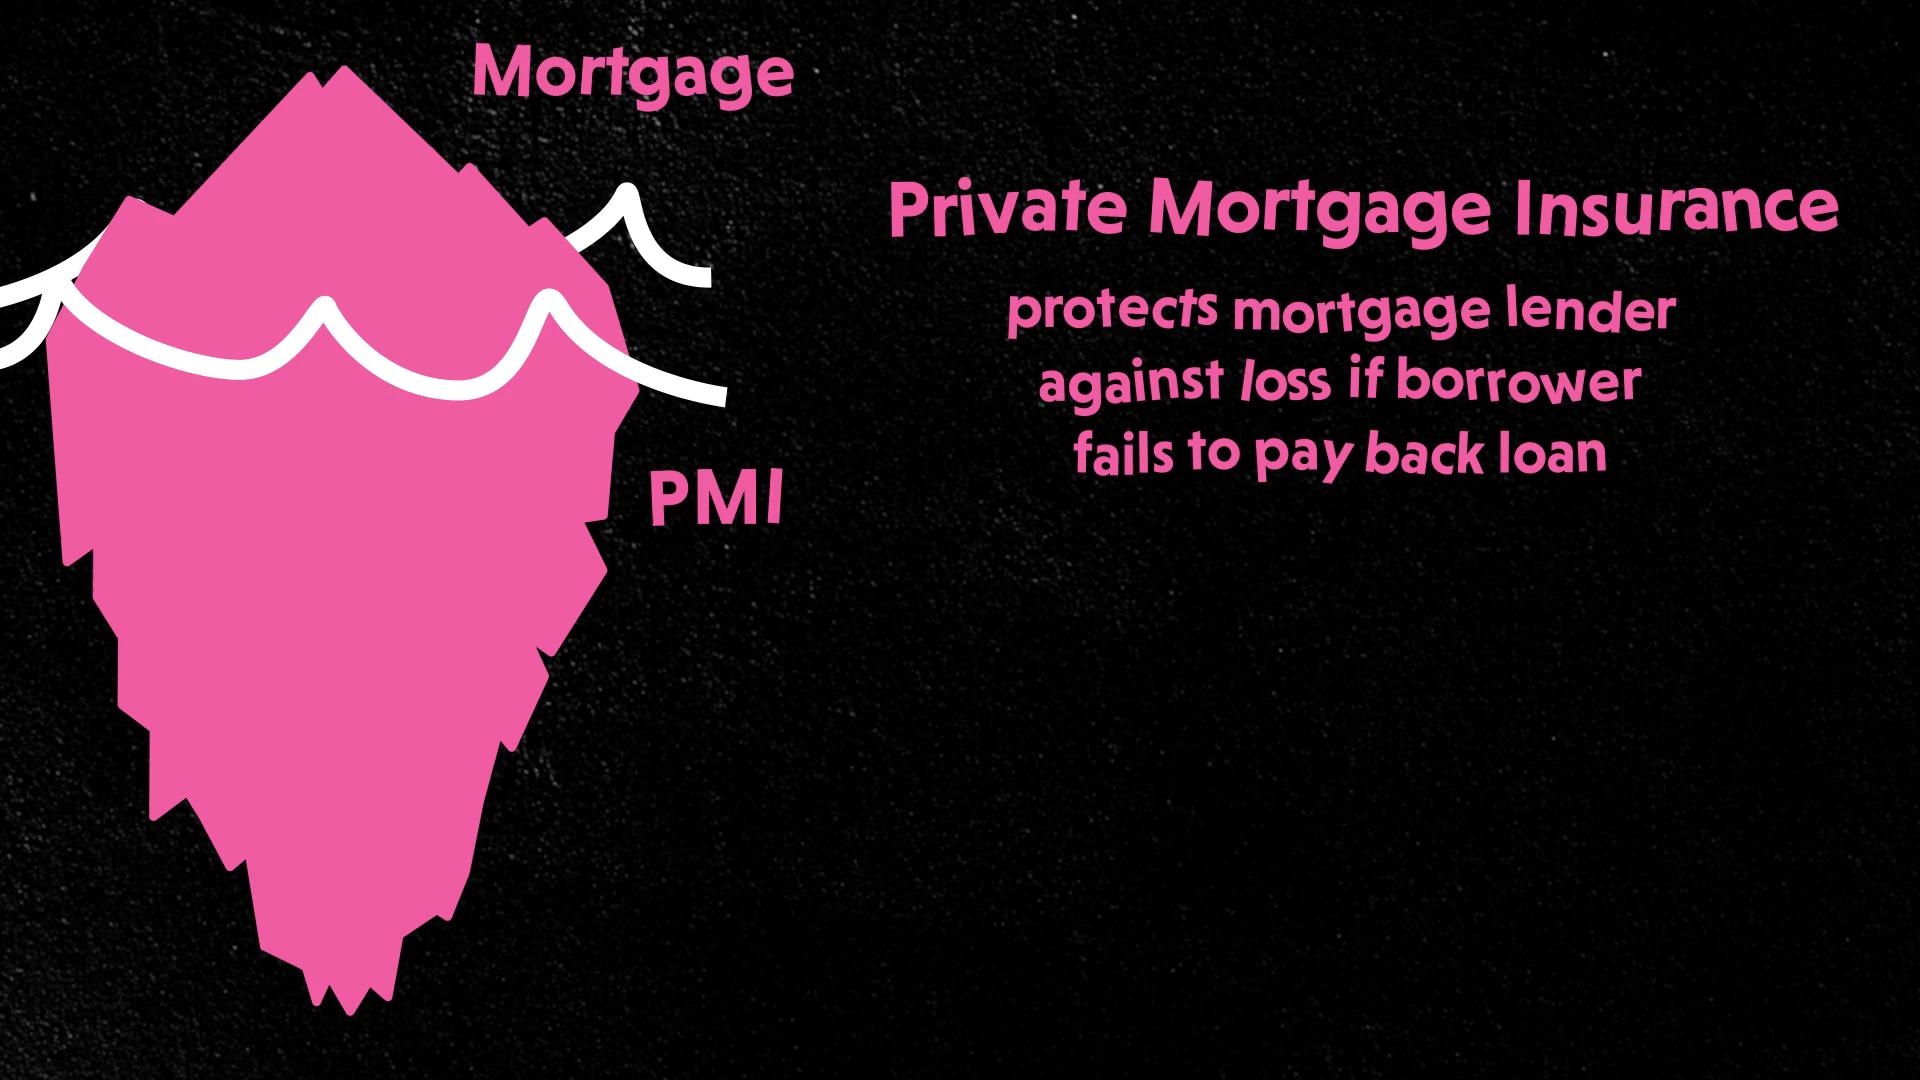 Mortgage
Private Mortgage Insurance
protects mortgage lender
against loss if borrower
fails to pay back loan
PMI